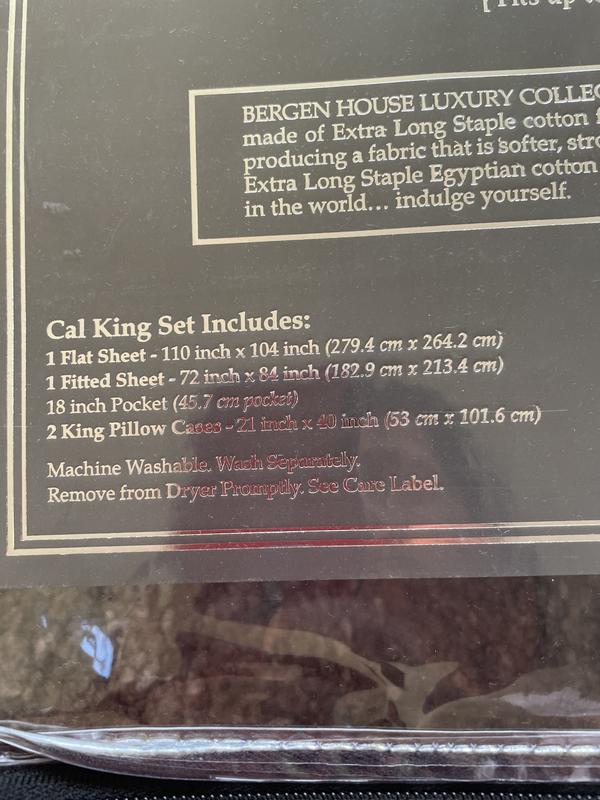 [Fits up to
BERGEN HOUSE LUXURY COLLEC
made of Extra Long Staple cotton f
producing a fabric that is softer, stro
Extra Long Staple Egyptian cotton
in the world... indulge yourself.
Cal King Set Includes:
1 Flat Sheet - 110 inch x 104 inch (279.4 cm x 264.2 cm)
1 Fitted Sheet - 72 inch x 84 inch (182.9 cm x 213.4 cm)
18 inch Pocket (45.7 cm pocket)
2 King Pillow Cases - 21 inch x 40 inch (53 cm x 101.6 cm)
Machine Washable. Wash Separately.
Remove from Dryer Promptly. See Care Label.